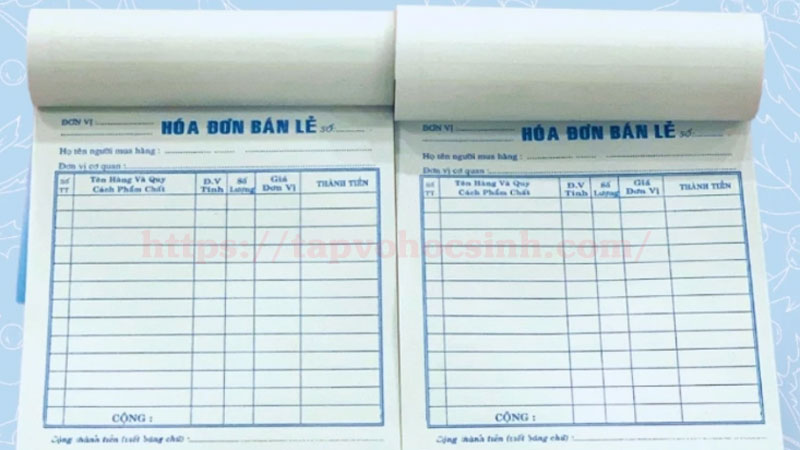 ĐƠN VỊ :
HÓA ĐƠN BÁN LẺ SỐ
Họ tên người mua hàng :
Đơn vị cơ quan :
Số TT
Tên Hàng Và Quy Cách Phẩm Chất
Đ.V Tính
Số Lượng
Giá Đơn Vị
THÀNH TIỀN
CỘNG :
Cộng thành tiền (viết bằng chữ) :
ĐƠN VỊ
HÓA ĐƠN BÁN LẺ SỐ
Họ tên người mua hàng :
Đơn vị cơ quan :
Số TT
Tên Hàng Và Quy Cách Phẩm Chất
Đ.V Tính
Số Lượng
Giá Đơn Vị
THÀNH TIỀN
CỘNG :
Cộng thành tiền (viết bằng chữ) :
https://tapvohocsinh.com/